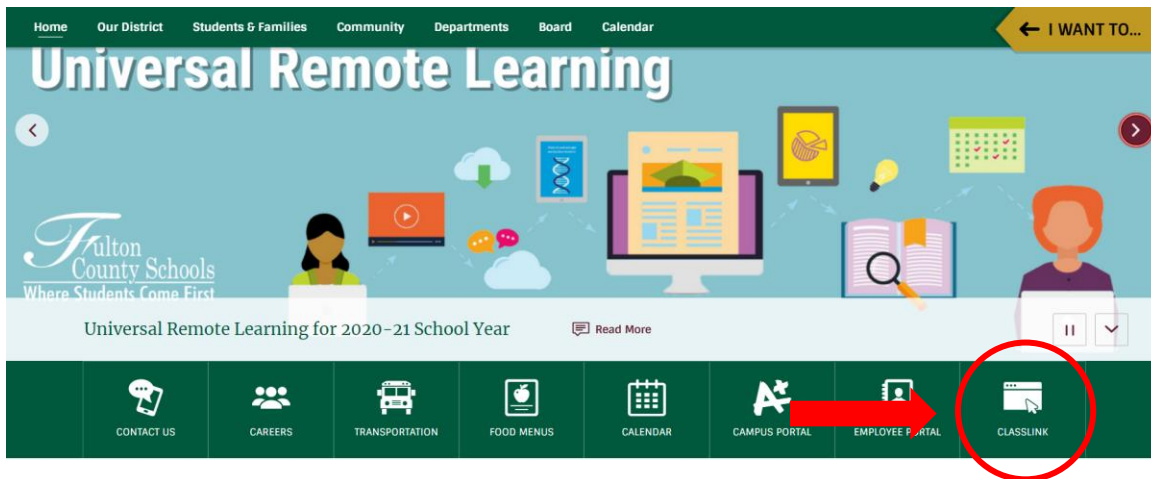 Home Our District Students & Families Community Departments Board Calendar
← I WANT TO...
Universal Remote Learning
Fulton
County Schools
Where Students Come First
Universal Remote Learning for 2020-21 School Year Read More
CONTACT US CAREERS TRANSPORTATION FOOD MENUS CALENDAR CAMPUS PORTAL EMPLOYEE PORTAL CLASSLINK